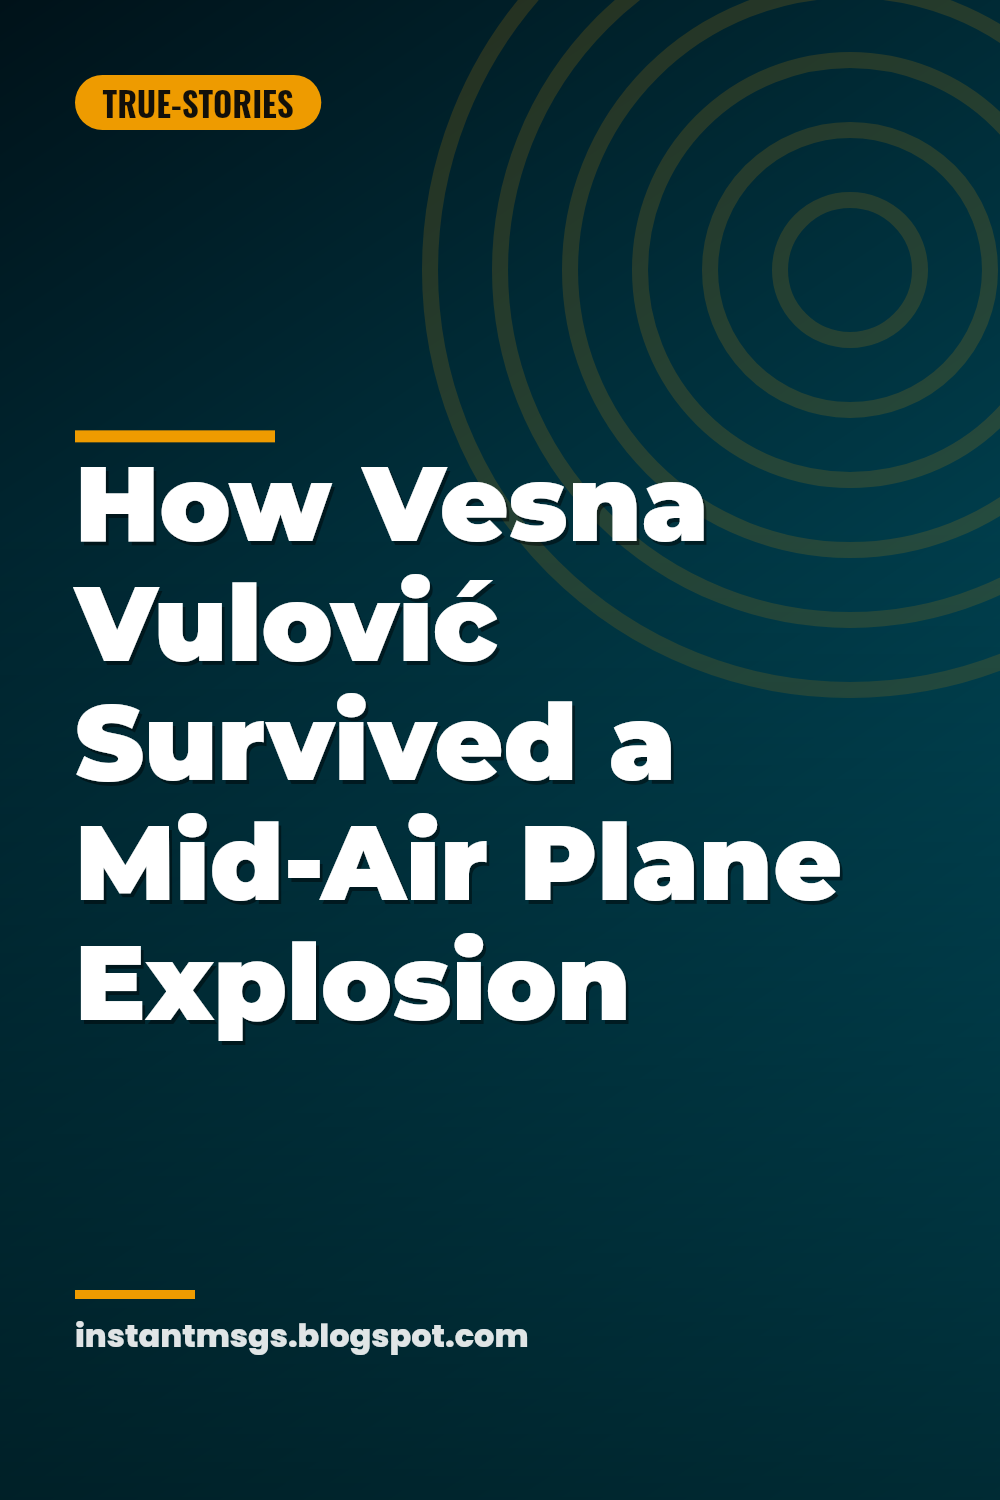 TRUE-STORIES
How Vesna
Vulović
Survived a
Mid-Air Plane
Explosion
instantmsgs.blogspot.com